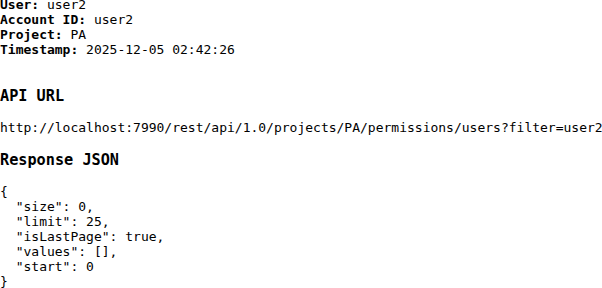 User: user2
Account ID: user2
Project: PA
Timestamp: 2025-12-05 02:42:26
API URL
http://localhost:7990/rest/api/1.0/projects/PA/permissions/users?filter=user2
Response JSON
{
  "size": 0,
  "limit": 25,
  "isLastPage": true,
  "values": [],
  "start": 0
}